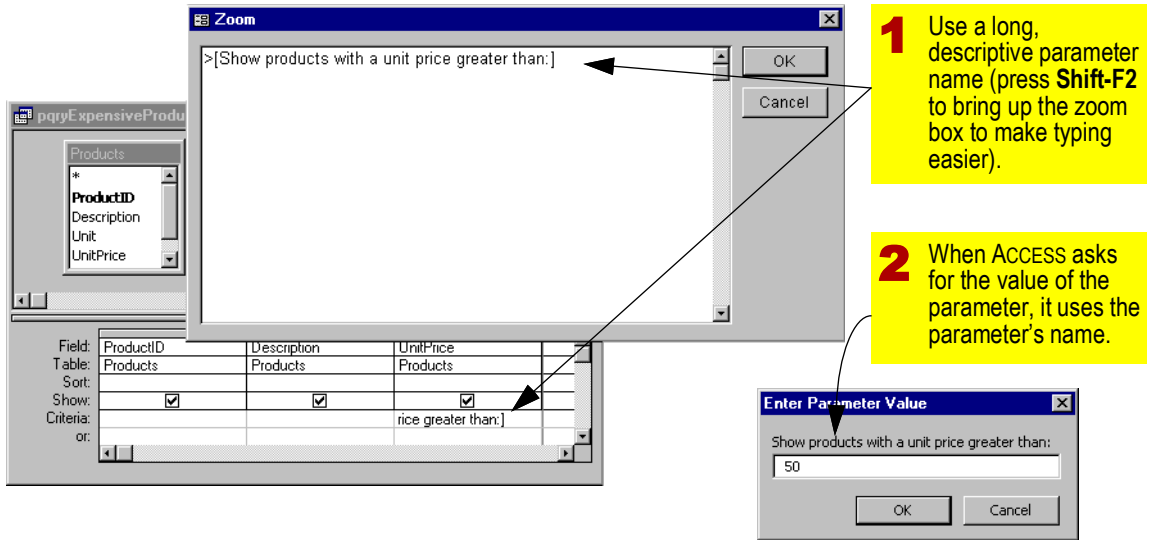 Zoom
>[Show products with a unit price greater than:]
OK
Cancel
1 Use a long,
descriptive parameter
name (press Shift-F2
to bring up the zoom
box to make typing
easier).
pqryExpensiveProdu
Products
*
ProductID
Description
Unit
UnitPrice
2 When ACCESS asks
for the value of the
parameter, it uses the
parameter's name.
Field: ProductID Description UnitPrice
Table: Products Products Products
Sort:
Show:
Criteria: rice greater than:]
or:
Enter Parameter Value
Show products with a unit price greater than:
50
OK Cancel